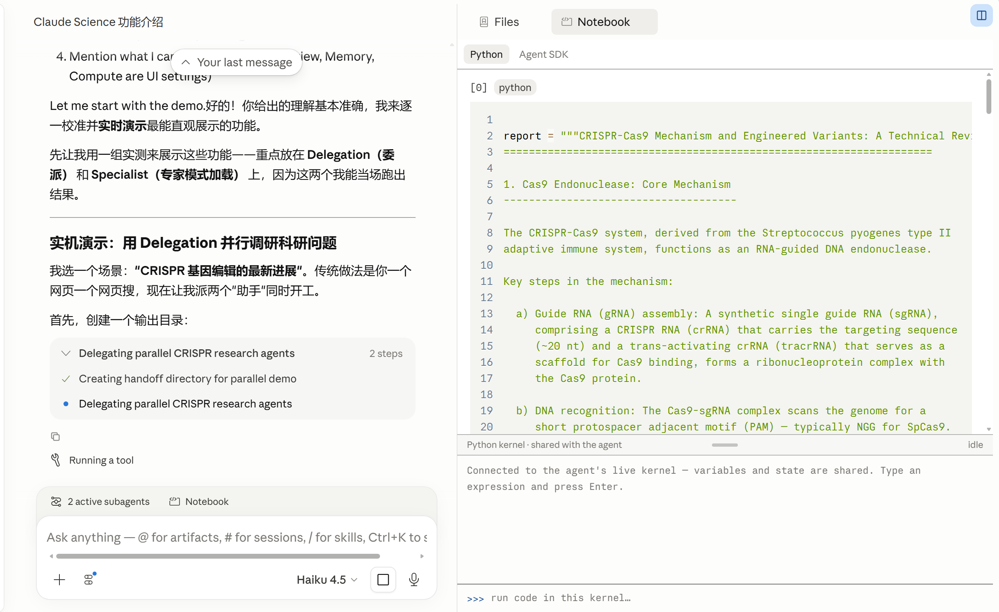 Claude Science 功能介绍
4. Mention what I
iew, Memory,
Compute are UI settings)
Your last message
Let me start with the demo.好的！你给出的理解基本准确，我来逐
一校准并实时演示最能直观展示的功能。
先让我用一组实测来展示这些功能——重点放在 Delegation（委
派） 和 Specialist（专家模式加载） 上，因为这两个我能当场跑出
结果。
实机演示：用 Delegation 并行调研科研问题
我选一个场景："CRISPR 基因编辑的最新进展"。传统做法是你一个
网页一个网页搜，现在让我派两个"助手"同时开工。
首先，创建一个输出目录：
Delegating parallel CRISPR research agents 2 steps
Creating handoff directory for parallel demo
Delegating parallel CRISPR research agents
Running a tool
2 active subagents Notebook
Ask anything — @ for artifacts, # for sessions, / for skills, Ctrl+K to s
Haiku 4.5
Files Notebook
Python Agent SDK
[0] python
1
2 report = """CRISPR-Cas9 Mechanism and Engineered Variants: A Technical Rev
3 ====================================================================
4
5 1. Cas9 Endonuclease: Core Mechanism
6 -------------------------------------
7
8 The CRISPR-Cas9 system, derived from the Streptococcus pyogenes type II
9 adaptive immune system, functions as an RNA-guided DNA endonuclease.
10
11 Key steps in the mechanism:
12
13 a) Guide RNA (gRNA) assembly: A synthetic single guide RNA (sgRNA),
14 comprising a CRISPR RNA (crRNA) that carries the targeting sequence
15 (~20 nt) and a trans-activating crRNA (tracrRNA) that serves as a
16 scaffold for Cas9 binding, forms a ribonucleoprotein complex with
17 the Cas9 protein.
18
19 b) DNA recognition: The Cas9-sgRNA complex scans the genome for a
20 short protospacer adjacent motif (PAM) — typically NGG for SpCas9.
Python kernel · shared with the agent idle
Connected to the agent's live kernel — variables and state are shared. Type an
expression and press Enter.
>>> run code in this kernel…